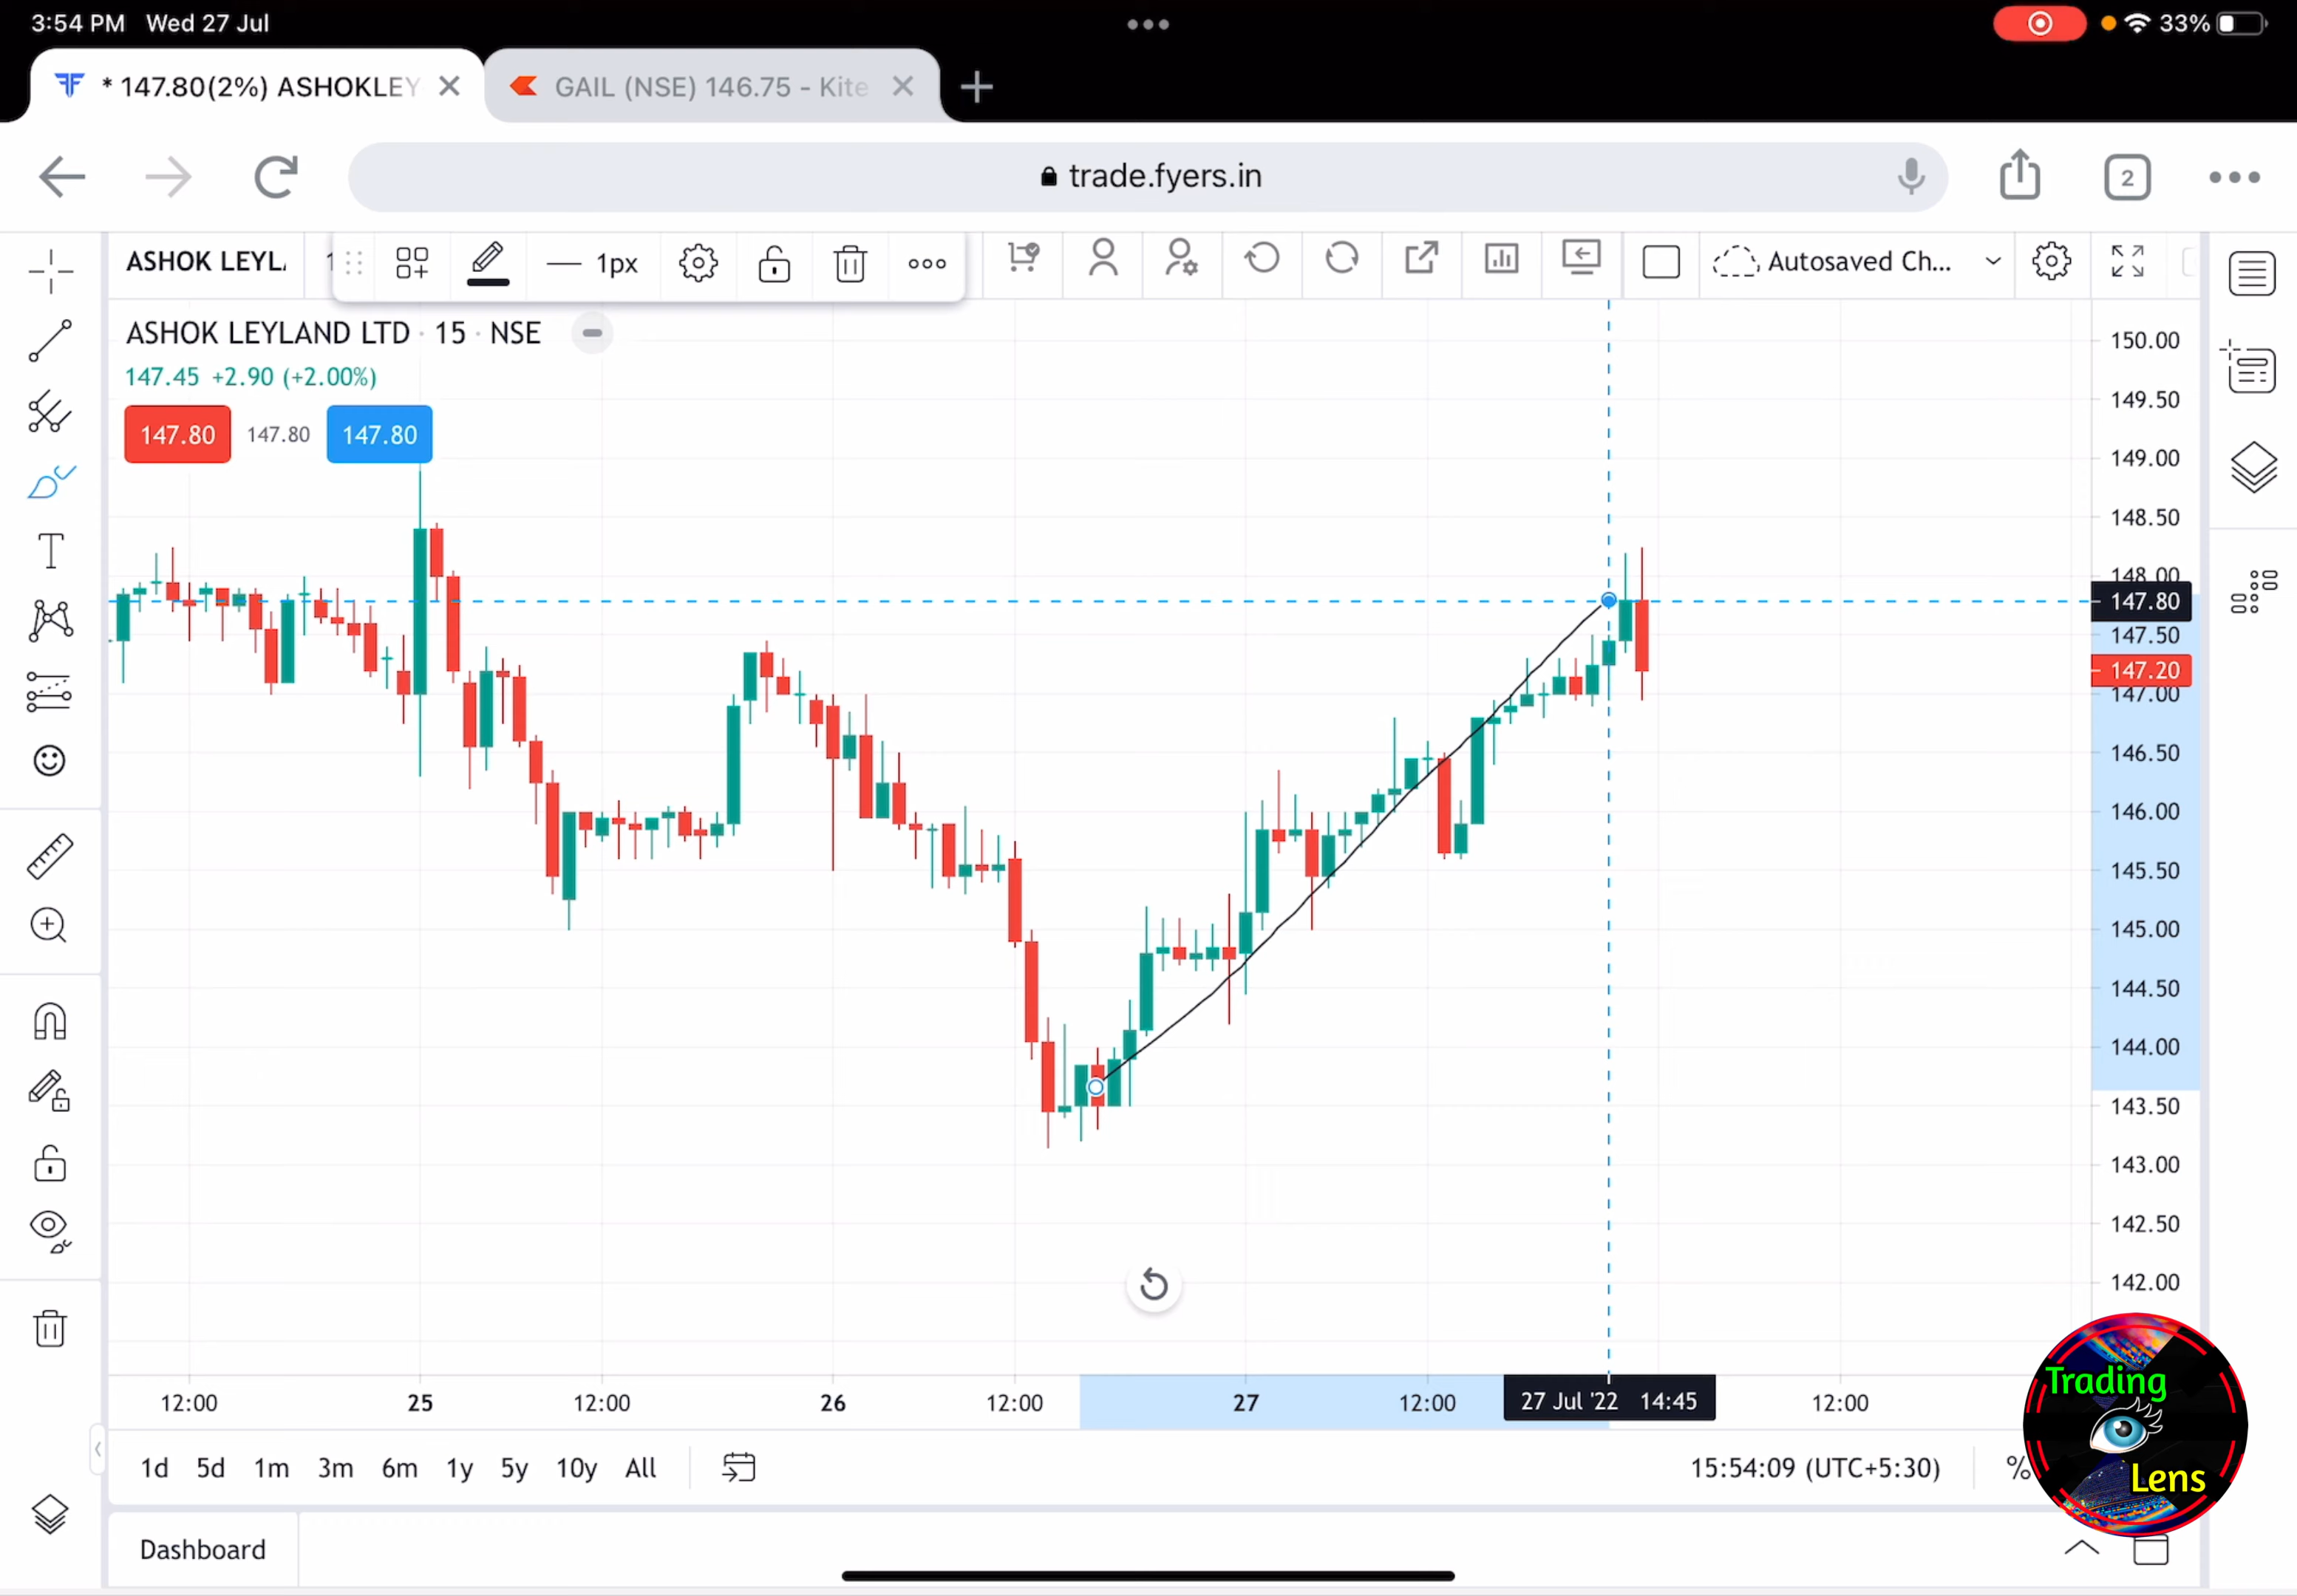 3:54 PM Wed 27 Jul
33%
* 147.80(2%) ASHOKLEY
GAIL (NSE) 146.75 - Kite
trade.fyers.in
2
ASHOK LEYL
1px
Autosaved Ch...
ASHOK LEYLAND LTD · 15 · NSE
147.45 +2.90 (+2.00%)
147.80 147.80 147.80
150.00
149.50
149.00
148.50
148.00
147.80
147.50
147.20
147.00
146.50
146.00
145.50
145.00
144.50
144.00
143.50
143.00
142.50
142.00
12:00 25 12:00 26 12:00 27 12:00 27 Jul '22 14:45 12:00
1d 5d 1m 3m 6m 1y 5y 10y All
15:54:09 (UTC+5:30) %
Trading
Lens
Dashboard